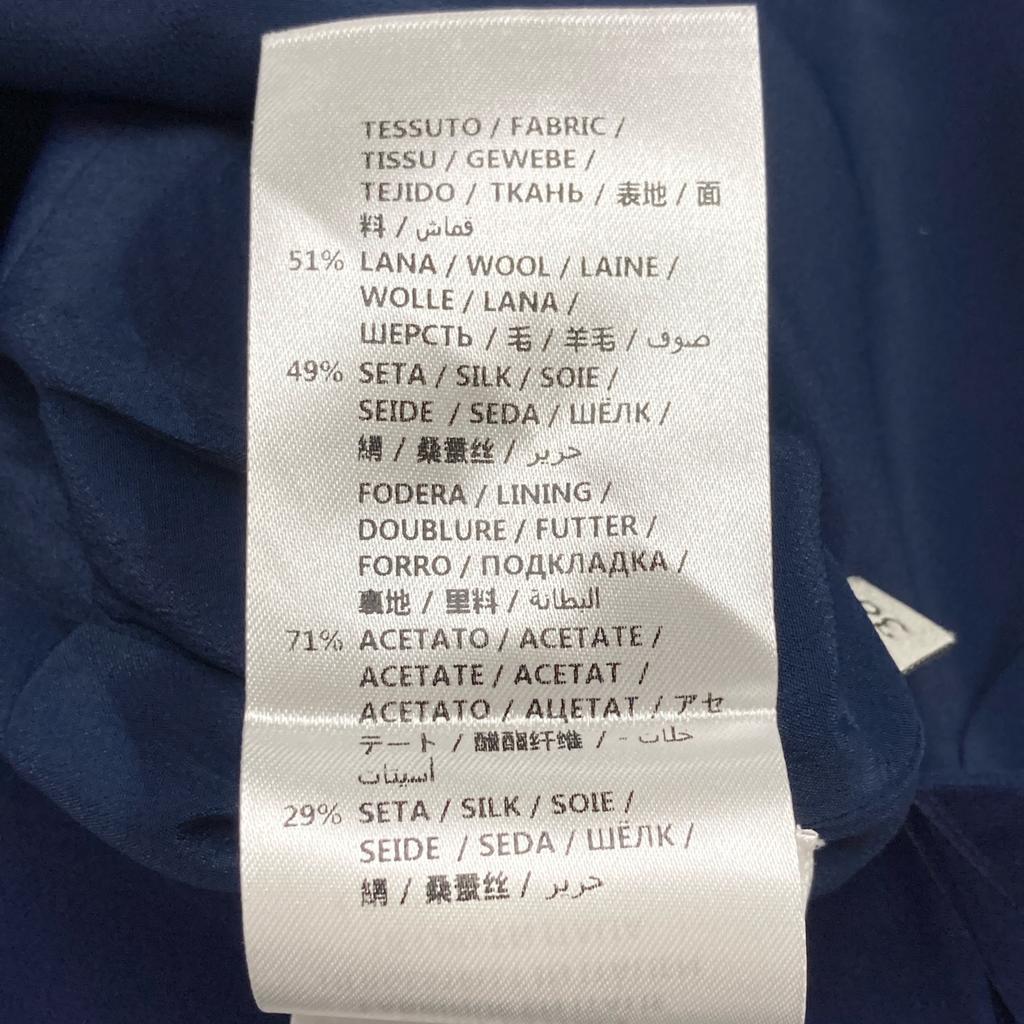 TESSUTO / FABRIC /
TISSU / GEWEBE /
TEJIDO / ТКАНЬ / 表地 / 面
料 / قماش
51% LANA / WOOL / LAINE /
WOLLE / LANA /
ШЕРСТЬ / 毛 / 羊毛 / صوف
49% SETA / SILK / SOIE /
SEIDE / SEDA / ШЁЛК /
絹 / 桑蚕丝 / حرير
FODERA / LINING /
DOUBLURE / FUTTER /
FORRO / ПОДКЛАДКА /
裏地 / 里料 / البطانة
71% ACETATO / ACETATE /
ACETATE / ACETAT /
ACETATO / АЦЕТАТ / アセ
テート / 醋酯纤维 / خلات -
أسيتات
29% SETA / SILK / SOIE /
SEIDE / SEDA / ШЁЛК /
絹 / 桑蚕丝 / حرير